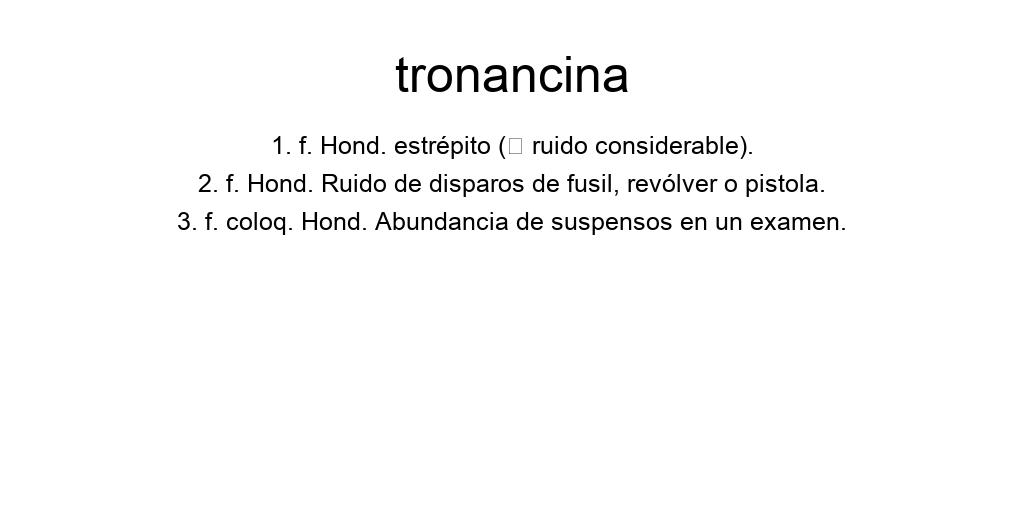 tronancina
1. f. Hond. estrépito (□ ruido considerable).
2. f. Hond. Ruido de disparos de fusil, revólver o pistola.
3. f. coloq. Hond. Abundancia de suspensos en un examen.